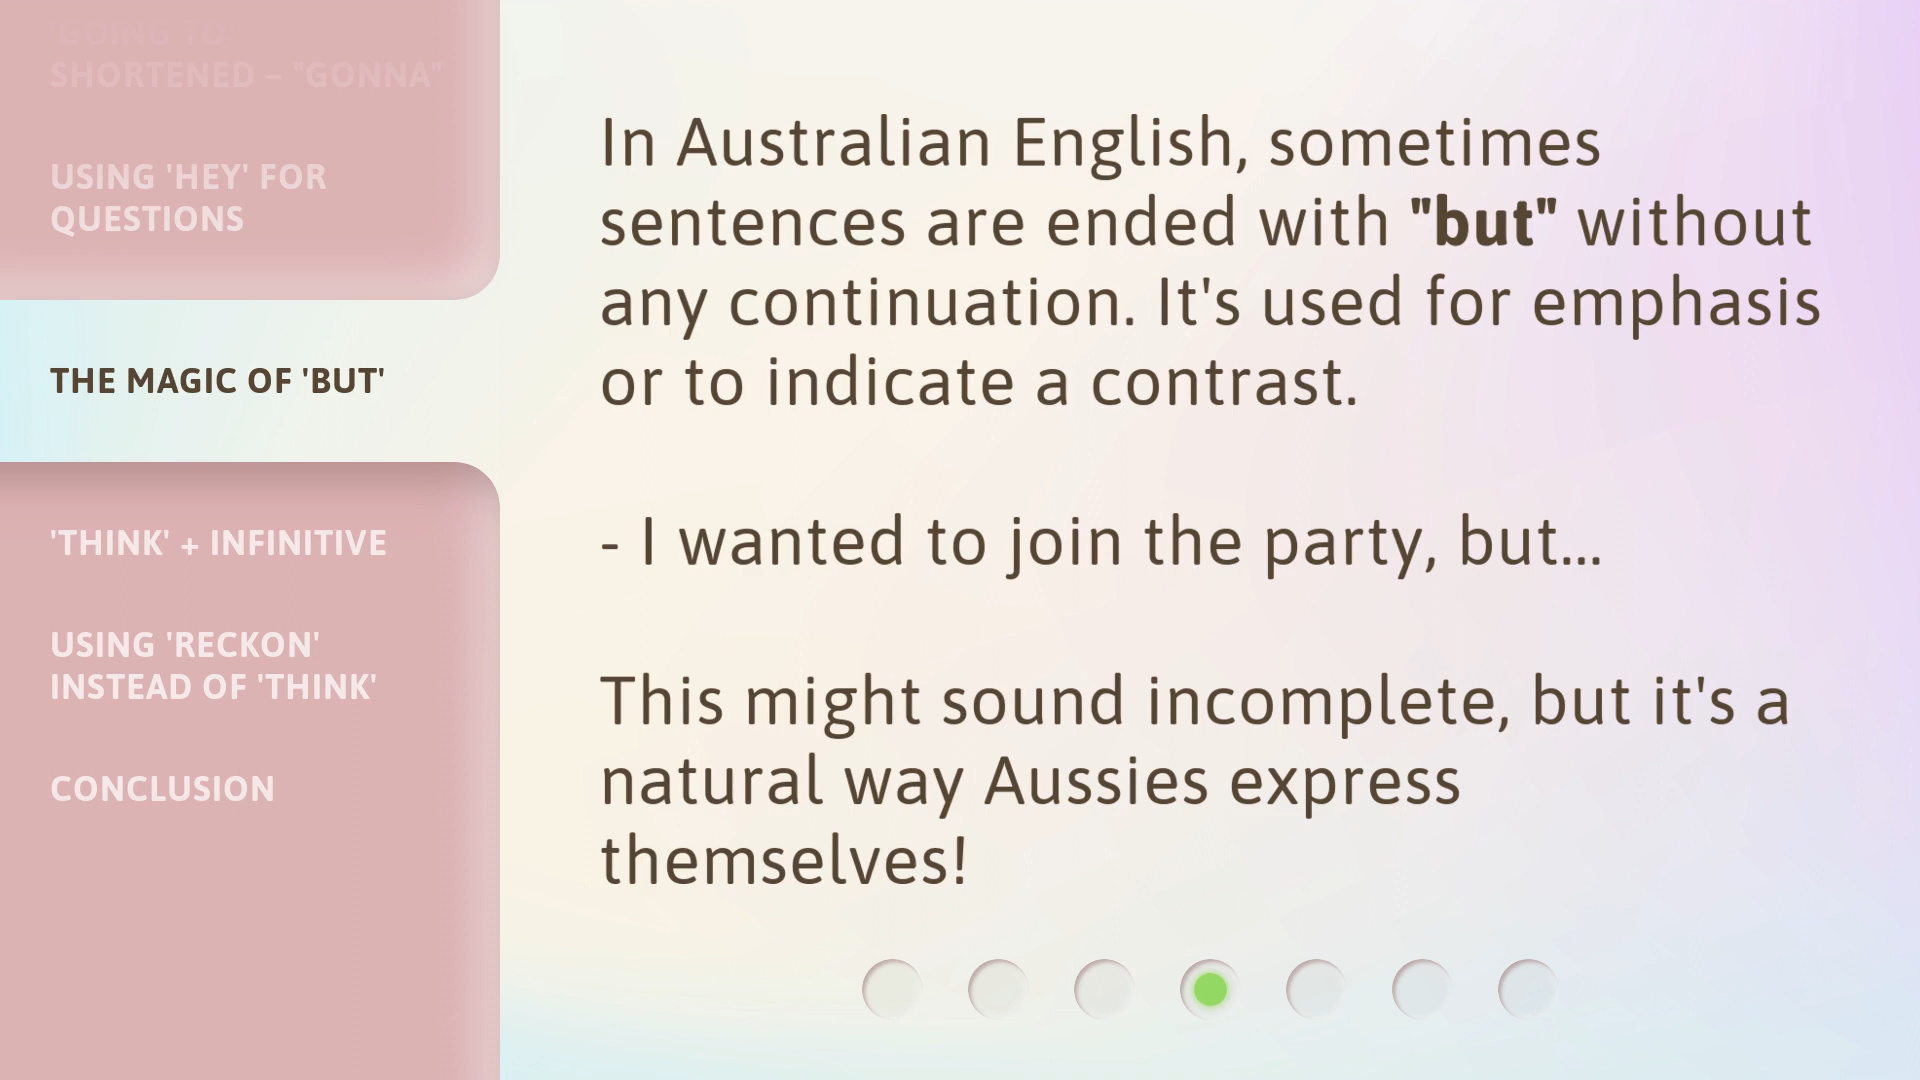 'GOING TO
SHORTENED – "GONNA"
USING 'HEY' FOR
QUESTIONS
THE MAGIC OF 'BUT'
'THINK' + INFINITIVE
USING 'RECKON'
INSTEAD OF 'THINK'
CONCLUSION
In Australian English, sometimes
sentences are ended with "but" without
any continuation. It's used for emphasis
or to indicate a contrast.
- I wanted to join the party, but...
This might sound incomplete, but it's a
natural way Aussies express
themselves!